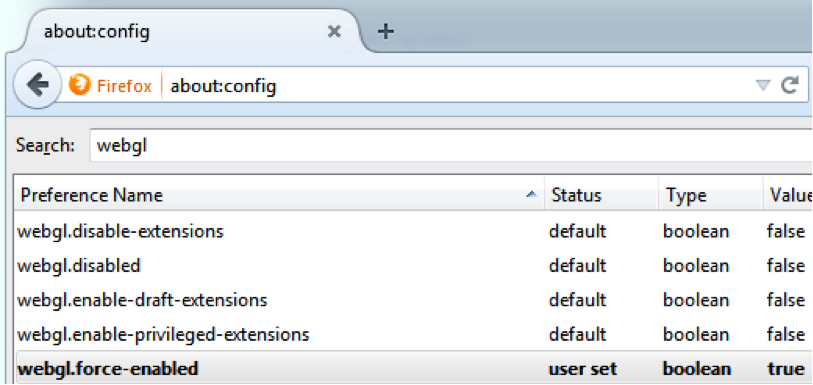 about:config
Firefox about:config
Search: webgl
Preference Name Status Type Value
webgl.disable-extensions default boolean false
webgl.disabled default boolean false
webgl.enable-draft-extensions default boolean false
webgl.enable-privileged-extensions default boolean false
webgl.force-enabled user set boolean true